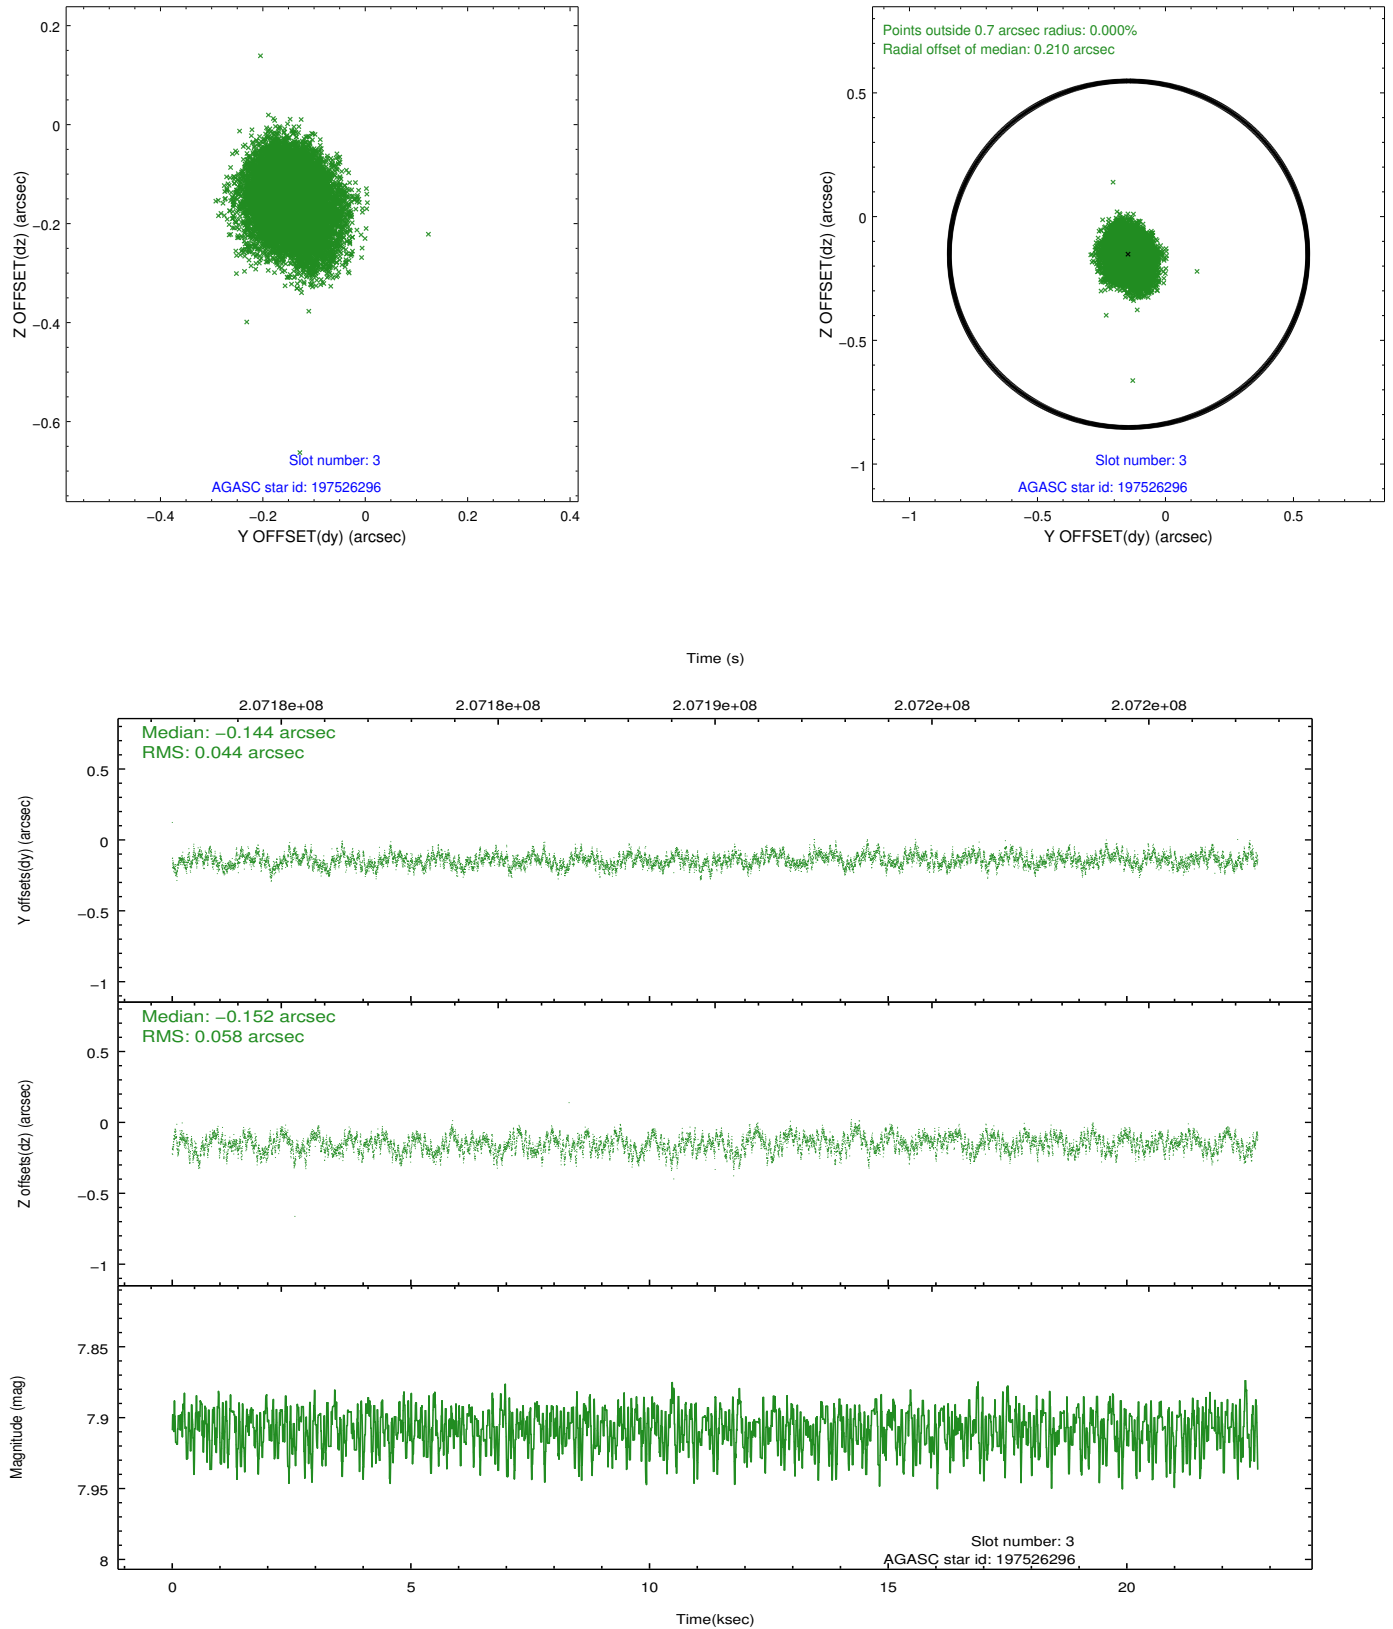 0.2
0
−0.2
−0.4
−0.6
Z OFFSET(dz) (arcsec)
Slot number: 3
AGASC star id: 197526296
−0.4
−0.2
0
0.2
0.4
Y OFFSET(dy) (arcsec)
Points outside 0.7 arcsec radius: 0.000%
Radial offset of median: 0.210 arcsec
0.5
0
−0.5
−1
Z OFFSET(dz) (arcsec)
Slot number: 3
AGASC star id: 197526296
−1
−0.5
0
0.5
Y OFFSET(dy) (arcsec)
Time (s)
2.0718e+08
2.0718e+08
2.0719e+08
2.072e+08
2.072e+08
Median: −0.144 arcsec
RMS: 0.044 arcsec
0.5
0
−0.5
−1
Y offsets(dy) (arcsec)
Median: −0.152 arcsec
RMS: 0.058 arcsec
0.5
0
−0.5
−1
Z offsets(dz) (arcsec)
7.85
7.9
7.95
8
Magnitude (mag)
Slot number: 3
AGASC star id: 197526296
0
5
10
15
20
Time(ksec)